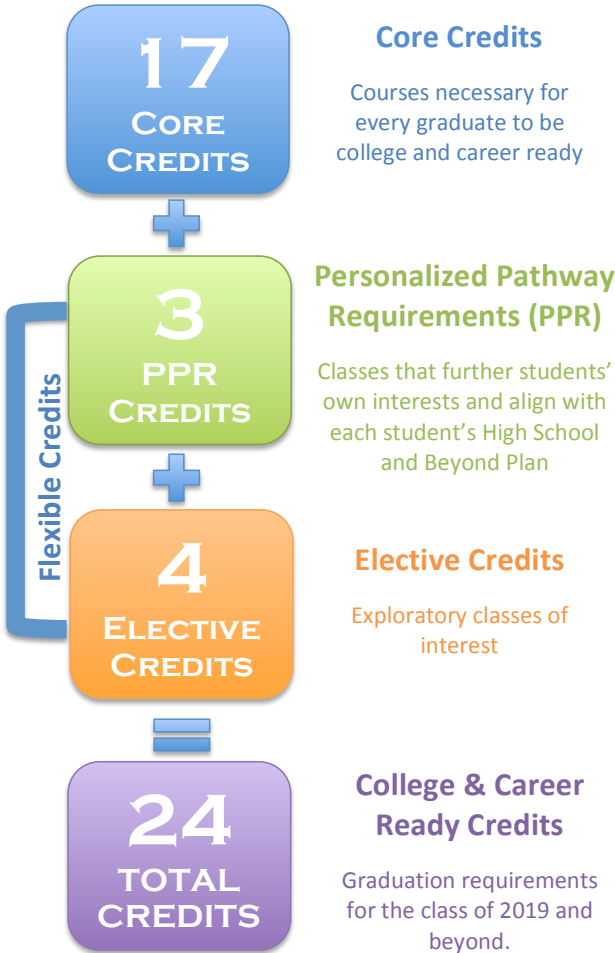 17
CORE
CREDITS
Core Credits
Courses necessary for
every graduate to be
college and career ready
Flexible Credits
3
PPR
CREDITS
Personalized Pathway
Requirements (PPR)
Classes that further students’
own interests and align with
each student’s High School
and Beyond Plan
4
ELECTIVE
CREDITS
Elective Credits
Exploratory classes of
interest
24
TOTAL
CREDITS
College & Career
Ready Credits
Graduation requirements
for the class of 2019 and
beyond.